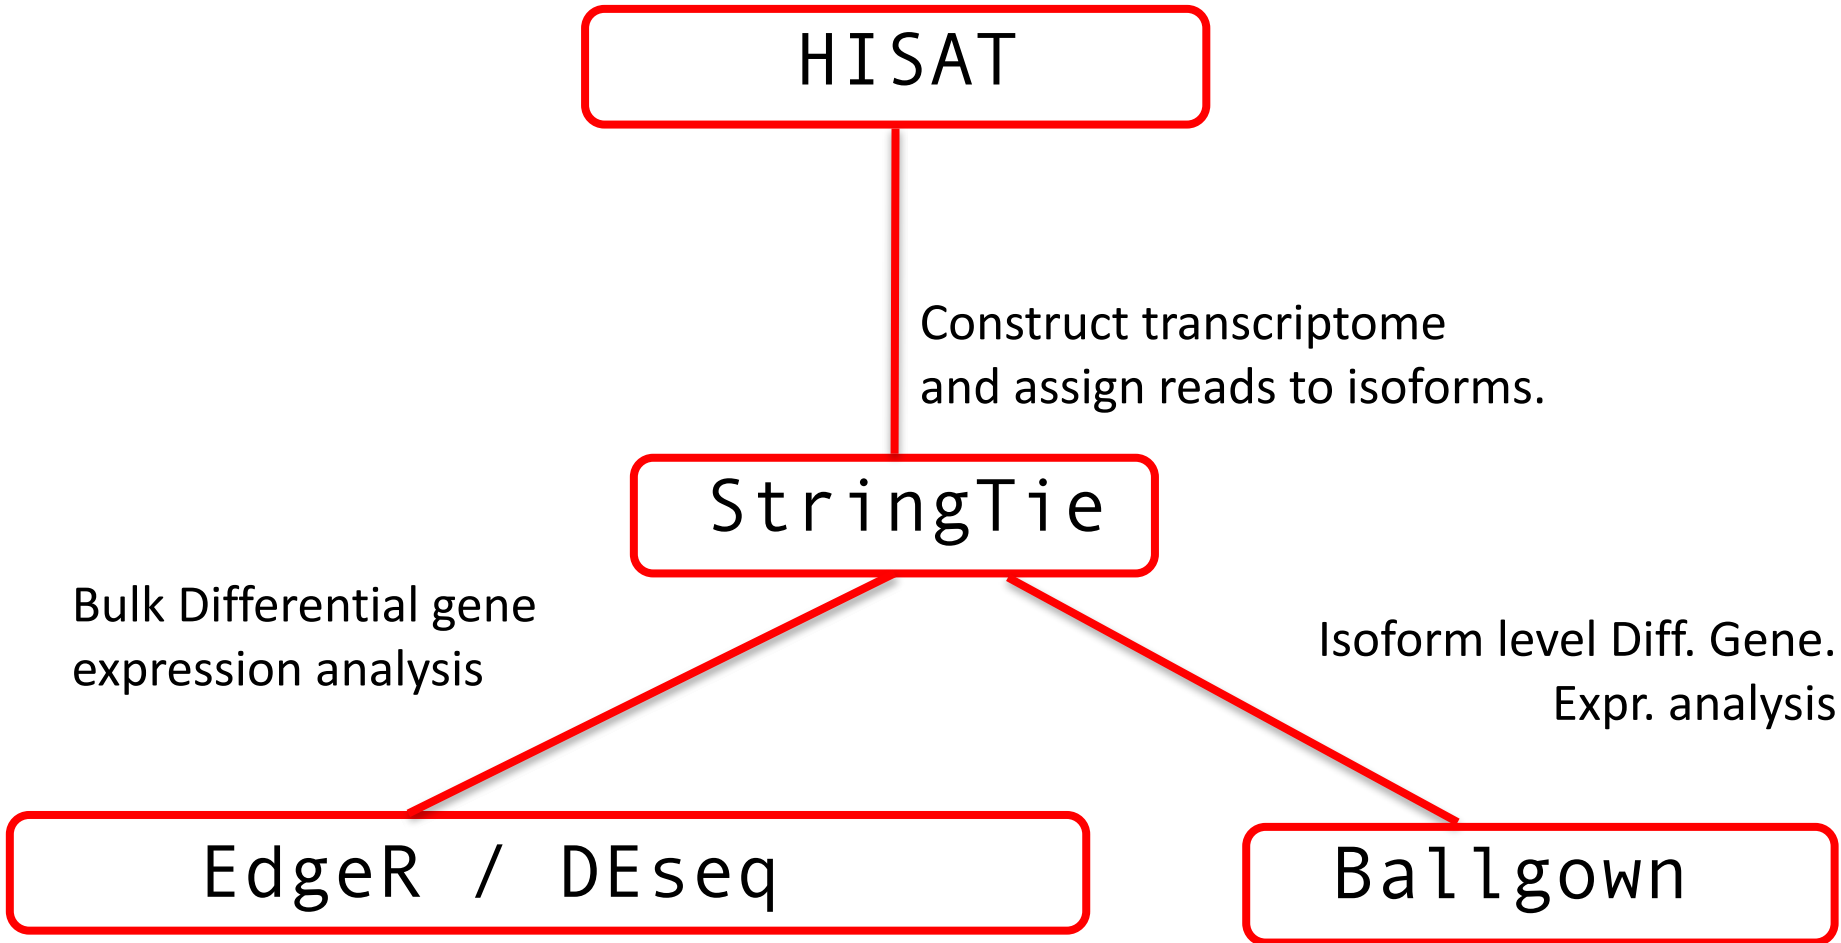 HISAT
Construct transcriptome
and assign reads to isoforms.
StringTie
Bulk Differential gene
expression analysis
Isoform level Diff. Gene.
Expr. analysis
EdgeR / DEseq
Ballgown